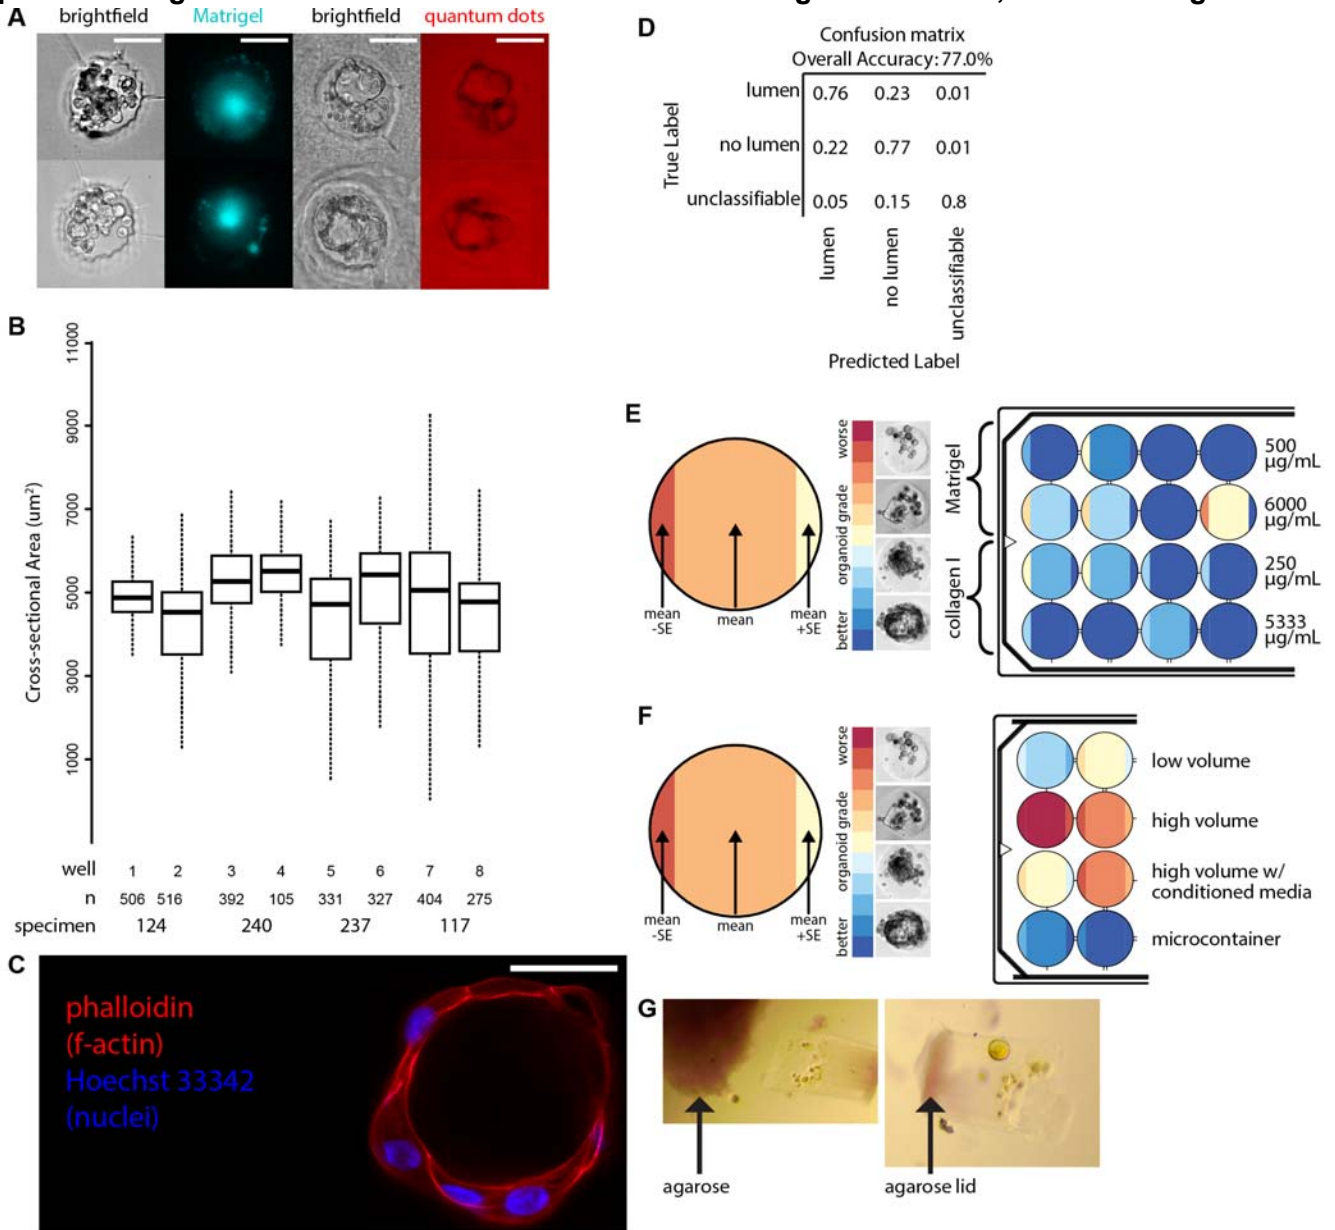 A
brightfield
Matrigel
brightfield
quantum dots
B
Cross-sectional Area (um²)
11000
9000
7000
5000
3000
1000
well 1 2 3 4 5 6 7 8
n 506 516 392 105 331 327 404 275
specimen 124 240 237 117
C
phalloidin
(f-actin)
Hoechst 33342
(nuclei)
D
Confusion matrix
Overall Accuracy: 77.0%
True Label
lumen 0.76 0.23 0.01
no lumen 0.22 0.77 0.01
unclassifiable 0.05 0.15 0.8
lumen
no lumen
unclassifiable
Predicted Label
E
mean
-SE
mean
mean
+SE
worse
organoid grade
better
Matrigel
collagen I
500
µg/mL
6000
µg/mL
250
µg/mL
5333
µg/mL
F
mean
-SE
mean
mean
+SE
worse
organoid grade
better
low volume
high volume
high volume w/
conditioned media
microcontainer
G
agarose
agarose lid